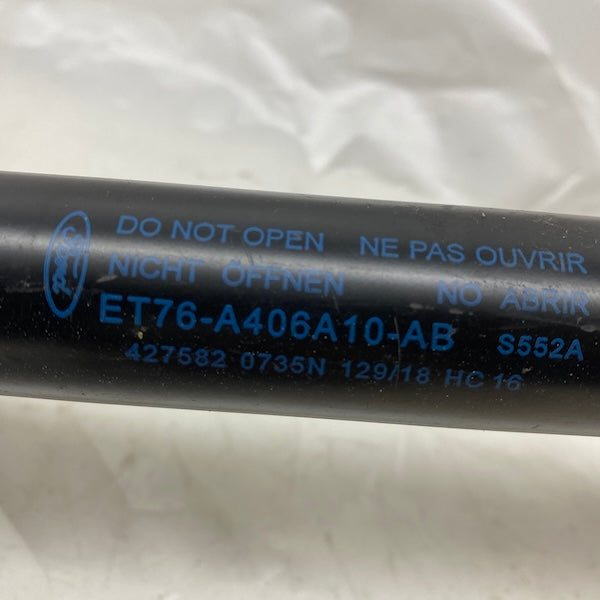 Ford
DO NOT OPEN NE PAS OUVRIR
NICHT ÖFFNEN NO ABRIR
ET76-A406A10-AB S552A
427582 0735N 129/18 HC 16